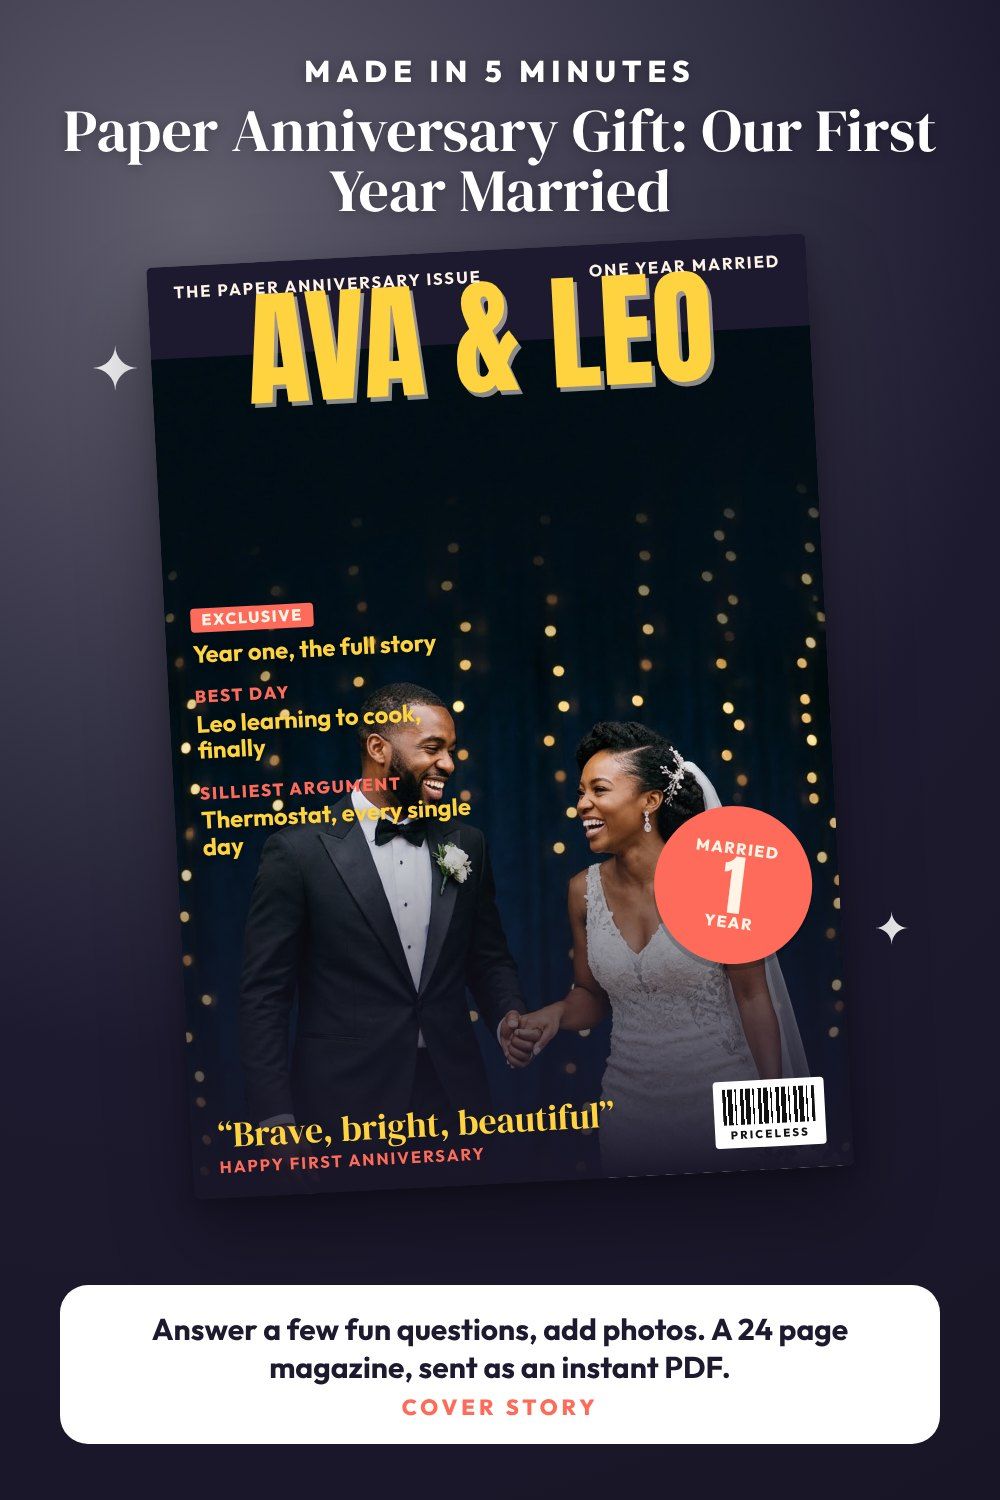 MADE IN 5 MINUTES
Paper Anniversary Gift: Our First
Year Married
THE PAPER ANNIVERSARY ISSUE
ONE YEAR MARRIED
AVA & LEO
EXCLUSIVE
Year one, the full story
BEST DAY
Leo learning to cook,
finally
SILLIEST ARGUMENT
Thermostat, every single
day
MARRIED
1
YEAR
“Brave, bright, beautiful”
HAPPY FIRST ANNIVERSARY
PRICELESS
Answer a few fun questions, add photos. A 24 page
magazine, sent as an instant PDF.
COVER STORY